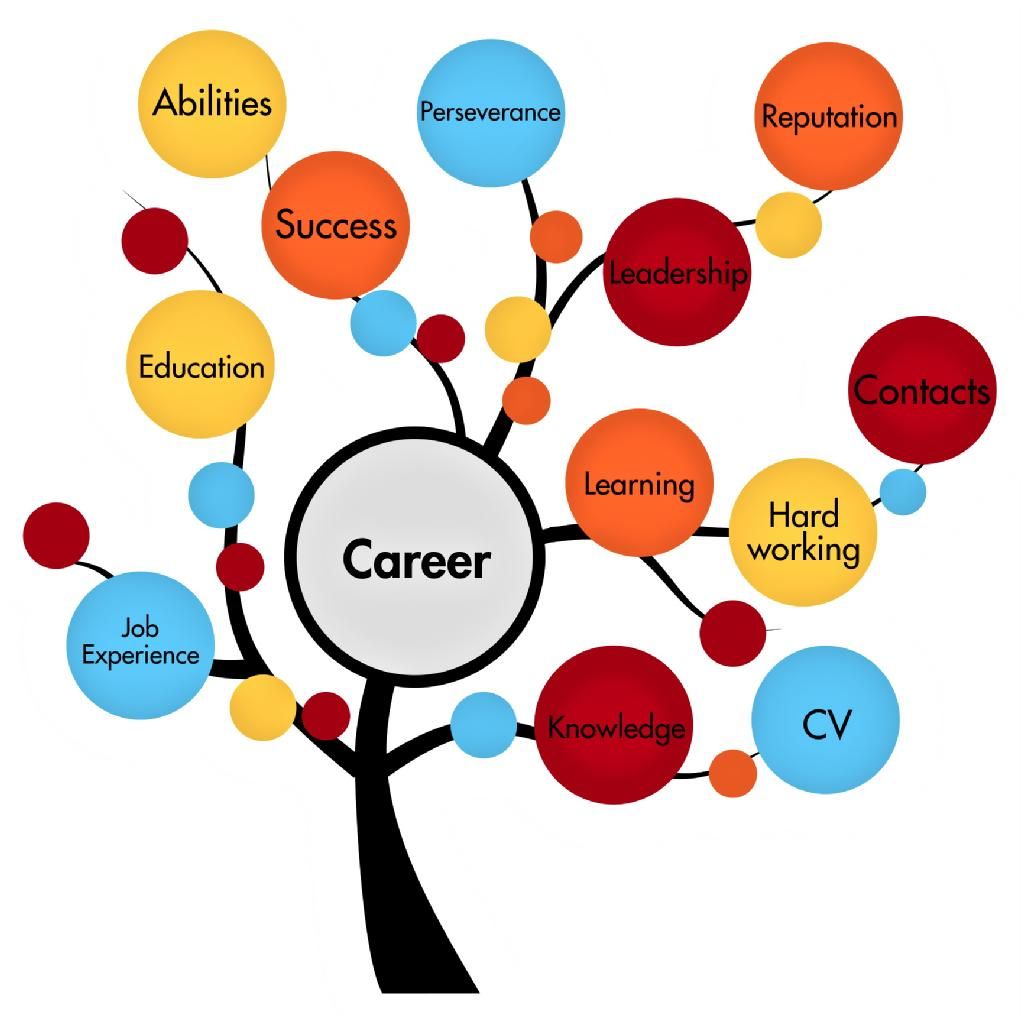 Abilities
Perseverance
Reputation
Success
Leadership
Education
Contacts
Learning
Hard
working
Career
Job
Experience
Knowledge
CV